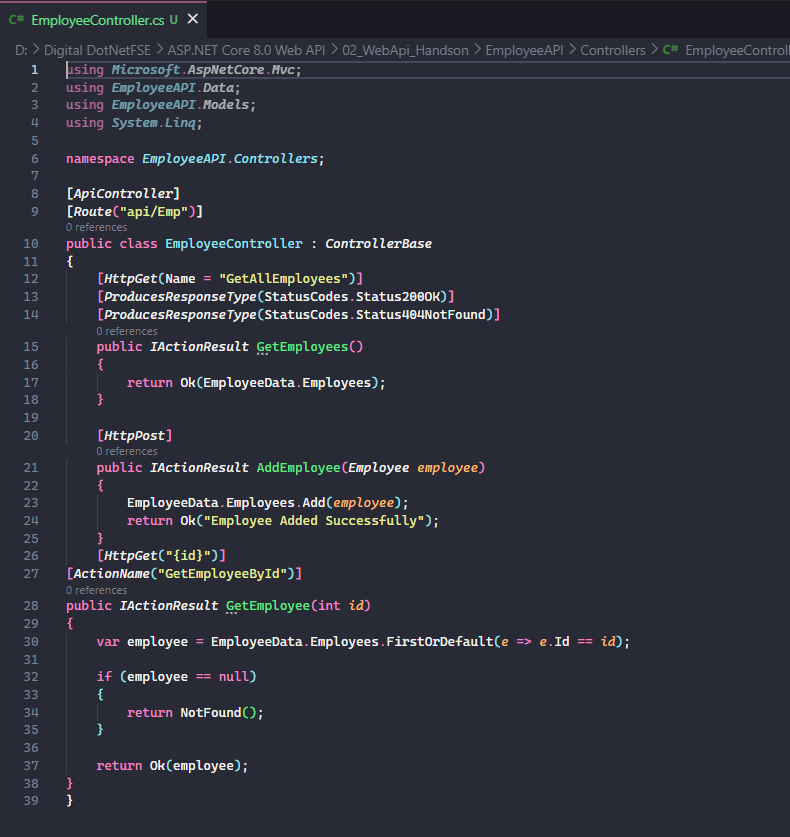 C# EmployeeController.cs U ×
D: > Digital DotNetFSE > ASP.NET Core 8.0 Web API > 02_WebApi_Handson > EmployeeAPI > Controllers > C# EmployeeControll
1 using Microsoft.AspNetCore.Mvc;
2 using EmployeeAPI.Data;
3 using EmployeeAPI.Models;
4 using System.Linq;
5
6 namespace EmployeeAPI.Controllers;
7
8 [ApiController]
9 [Route("api/Emp")]
0 references
10 public class EmployeeController : ControllerBase
11 {
12     [HttpGet(Name = "GetAllEmployees")]
13     [ProducesResponseType(StatusCodes.Status200OK)]
14     [ProducesResponseType(StatusCodes.Status404NotFound)]
0 references
15     public IActionResult GetEmployees()
16     {
17         return Ok(EmployeeData.Employees);
18     }
19
20     [HttpPost]
0 references
21     public IActionResult AddEmployee(Employee employee)
22     {
23         EmployeeData.Employees.Add(employee);
24         return Ok("Employee Added Successfully");
25     }
26     [HttpGet("{id}")]
27 [ActionName("GetEmployeeById")]
0 references
28 public IActionResult GetEmployee(int id)
29 {
30     var employee = EmployeeData.Employees.FirstOrDefault(e => e.Id == id);
31
32     if (employee == null)
33     {
34         return NotFound();
35     }
36
37     return Ok(employee);
38 }
39 }